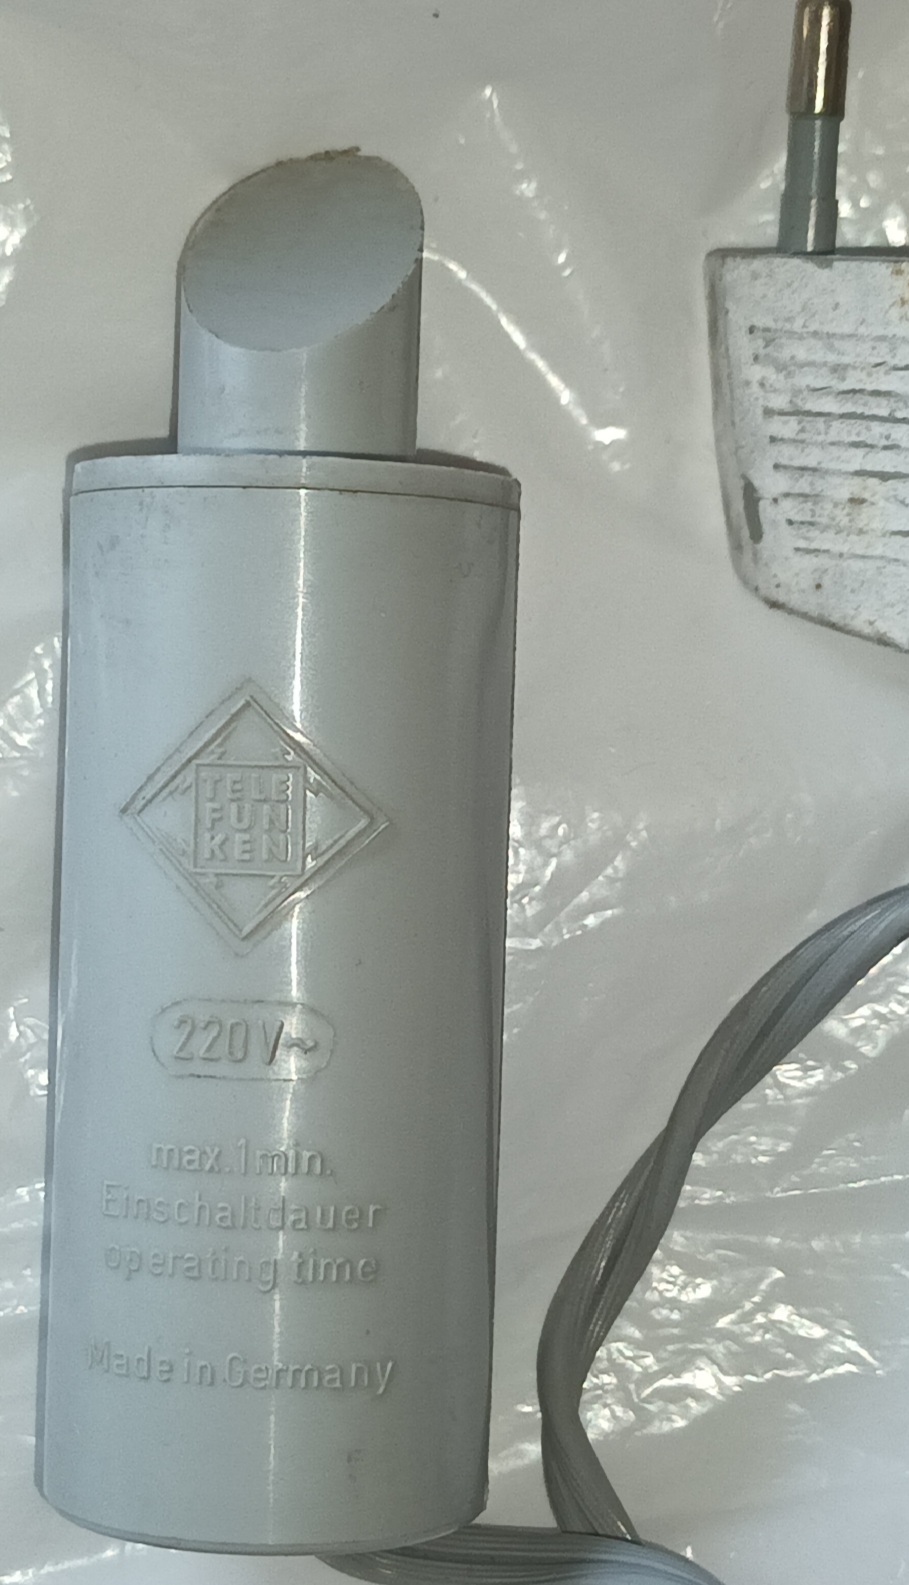 TELE
FUN
KEN
220V~
max.1min.
Einschaltdauer
operating time
Made in Germany